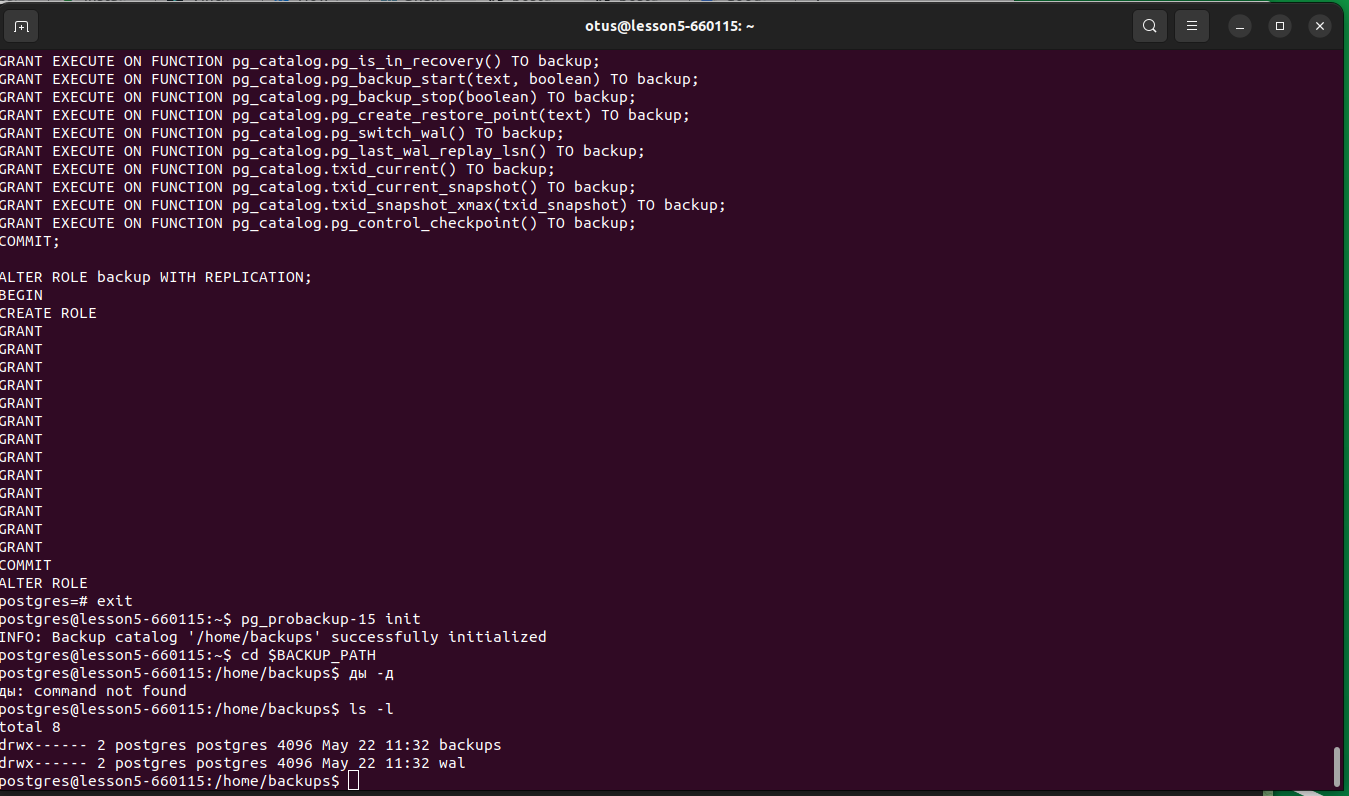 otus@lesson5-660115: ~
GRANT EXECUTE ON FUNCTION pg_catalog.pg_is_in_recovery() TO backup;
GRANT EXECUTE ON FUNCTION pg_catalog.pg_backup_start(text, boolean) TO backup;
GRANT EXECUTE ON FUNCTION pg_catalog.pg_backup_stop(boolean) TO backup;
GRANT EXECUTE ON FUNCTION pg_catalog.pg_create_restore_point(text) TO backup;
GRANT EXECUTE ON FUNCTION pg_catalog.pg_switch_wal() TO backup;
GRANT EXECUTE ON FUNCTION pg_catalog.pg_last_wal_replay_lsn() TO backup;
GRANT EXECUTE ON FUNCTION pg_catalog.txid_current() TO backup;
GRANT EXECUTE ON FUNCTION pg_catalog.txid_current_snapshot() TO backup;
GRANT EXECUTE ON FUNCTION pg_catalog.txid_snapshot_xmax(txid_snapshot) TO backup;
GRANT EXECUTE ON FUNCTION pg_catalog.pg_control_checkpoint() TO backup;
COMMIT;
ALTER ROLE backup WITH REPLICATION;
BEGIN
CREATE ROLE
GRANT
GRANT
GRANT
GRANT
GRANT
GRANT
GRANT
GRANT
GRANT
GRANT
GRANT
GRANT
GRANT
COMMIT
ALTER ROLE
postgres=# exit
postgres@lesson5-660115:~$ pg_probackup-15 init
INFO: Backup catalog '/home/backups' successfully initialized
postgres@lesson5-660115:~$ cd $BACKUP_PATH
postgres@lesson5-660115:/home/backups$ ды -д
ды: command not found
postgres@lesson5-660115:/home/backups$ ls -l
total 8
drwx------ 2 postgres postgres 4096 May 22 11:32 backups
drwx------ 2 postgres postgres 4096 May 22 11:32 wal
postgres@lesson5-660115:/home/backups$